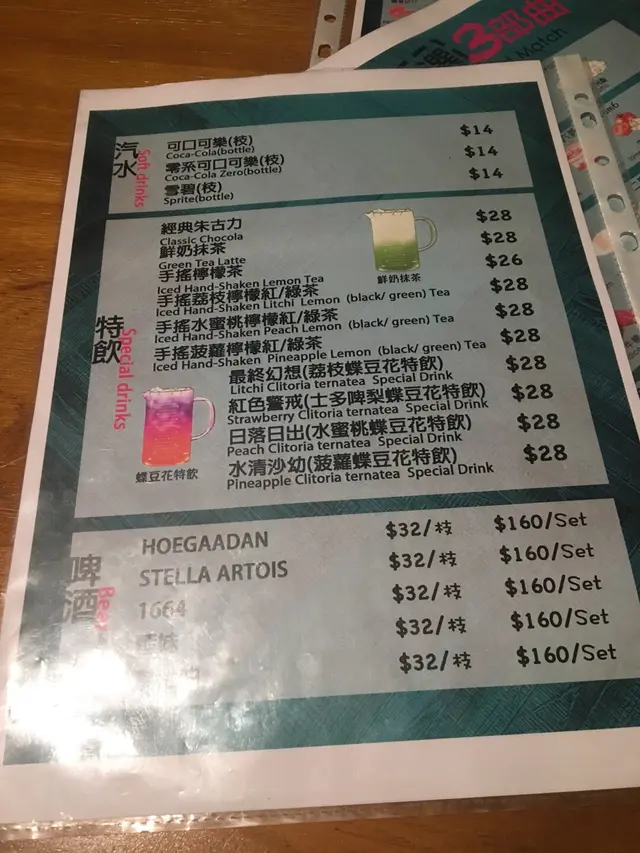 3部曲
Match
汽水
Soft drinks
可口可樂(枝)
Coca-Cola(bottle)
$14
零系可口可樂(枝)
Coca-Cola Zero(bottle)
$14
雪碧(枝)
Sprite(bottle)
$14
特飲
Special drinks
經典朱古力
Classic Chocola
$28
鮮奶抹茶
Green Tea Latte
$28
手搖檸檬茶
Iced Hand-Shaken Lemon Tea
$26
手搖荔枝檸檬紅/綠茶
Iced Hand-Shaken Litchi Lemon (black/ green) Tea
$28
手搖水蜜桃檸檬紅/綠茶
Iced Hand-Shaken Peach Lemon (black/ green) Tea
$28
手搖菠蘿檸檬紅/綠茶
Iced Hand-Shaken Pineapple Lemon (black/ green) Tea
$28
最終幻想(荔枝蝶豆花特飲)
Litchi Clitoria ternatea Special Drink
$28
紅色警戒(士多啤梨蝶豆花特飲)
Strawberry Clitoria ternatea Special Drink
$28
日落日出(水蜜桃蝶豆花特飲)
Peach Clitoria ternatea Special Drink
$28
水清沙幼(菠蘿蝶豆花特飲)
Pineapple Clitoria ternatea Special Drink
$28
鮮奶抹茶
蝶豆花特飲
啤酒
Beer
HOEGAADAN
$32/枝 $160/Set
STELLA ARTOIS
$32/枝 $160/Set
1664
$32/枝 $160/Set
$32/枝 $160/Set
$32/枝 $160/Set